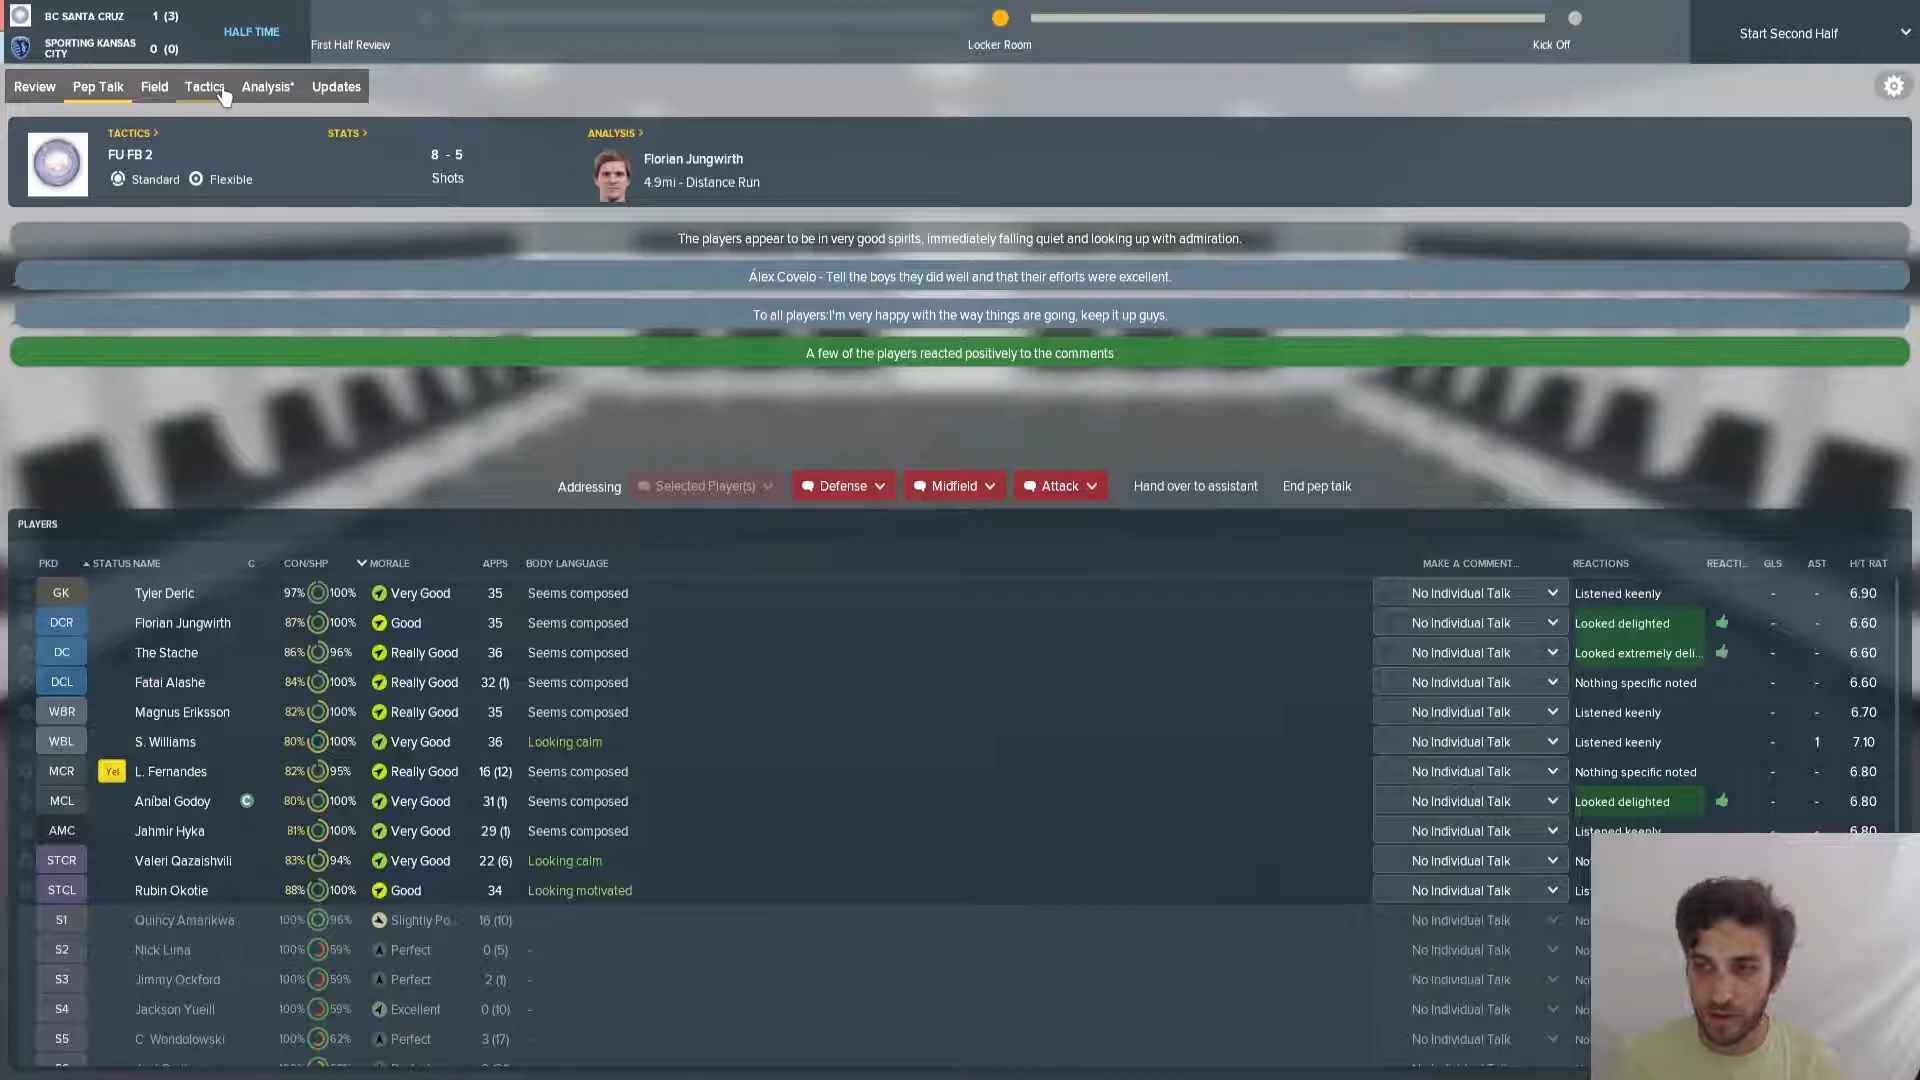 BC SANTA CRUZ 1 (3)
SPORTING KANSAS CITY 0 (0)
HALF TIME
First Half Review
Locker Room
Kick Off
Start Second Half
Review Pep Talk Field Tactics Analysis* Updates
TACTICS > STATS > ANALYSIS >
FU FB 2
Standard Flexible
8 - 5
Shots
Florian Jungwirth
4.9mi - Distance Run
The players appear to be in very good spirits, immediately falling quiet and looking up with admiration.
Álex Covelo - Tell the boys they did well and that their efforts were excellent.
To all players:I'm very happy with the way things are going, keep it up guys.
A few of the players reacted positively to the comments
Addressing Selected Player(s) Defense Midfield Attack Hand over to assistant End pep talk
PLAYERS
PKD STATUS NAME C CON/SHP MORALE APPS BODY LANGUAGE MAKE A COMMENT... REACTIONS REACTI... GLS AST H/T RAT
GK Tyler Deric 97% 100% Very Good 35 Seems composed No Individual Talk Listened keenly - - 6.90
DCR Florian Jungwirth 87% 100% Good 35 Seems composed No Individual Talk Looked delighted - - 6.60
DC The Stache 86% 96% Really Good 36 Seems composed No Individual Talk Looked extremely deli... - - 6.60
DCL Fatai Alashe 84% 100% Really Good 32 (1) Seems composed No Individual Talk Nothing specific noted - - 6.60
WBR Magnus Eriksson 82% 100% Really Good 35 Seems composed No Individual Talk Listened keenly - - 6.70
WBL S. Williams 80% 100% Very Good 36 Looking calm No Individual Talk Listened keenly - 1 7.10
MCR Yel L. Fernandes 82% 95% Really Good 16 (12) Seems composed No Individual Talk Nothing specific noted - - 6.80
MCL Aníbal Godoy C 80% 100% Very Good 31 (1) Seems composed No Individual Talk Looked delighted - - 6.80
AMC Jahmir Hyka 81% 100% Very Good 29 (1) Seems composed No Individual Talk Listened keenly - - 6.80
STCR Valeri Qazaishvili 83% 94% Very Good 22 (6) Looking calm No Individual Talk No
STCL Rubin Okotie 88% 100% Good 34 Looking motivated No Individual Talk Lis
S1 Quincy Amarikwa 100% 96% Slightly Po... 16 (10) No Individual Talk No
S2 Nick Lima 100% 59% Perfect 0 (5) - No Individual Talk No
S3 Jimmy Ockford 100% 59% Perfect 2 (1) - No Individual Talk No
S4 Jackson Yueill 100% 59% Excellent 0 (10) - No Individual Talk No
S5 C Wondolowski 100% 62% Perfect 3 (17) - No Individual Talk No